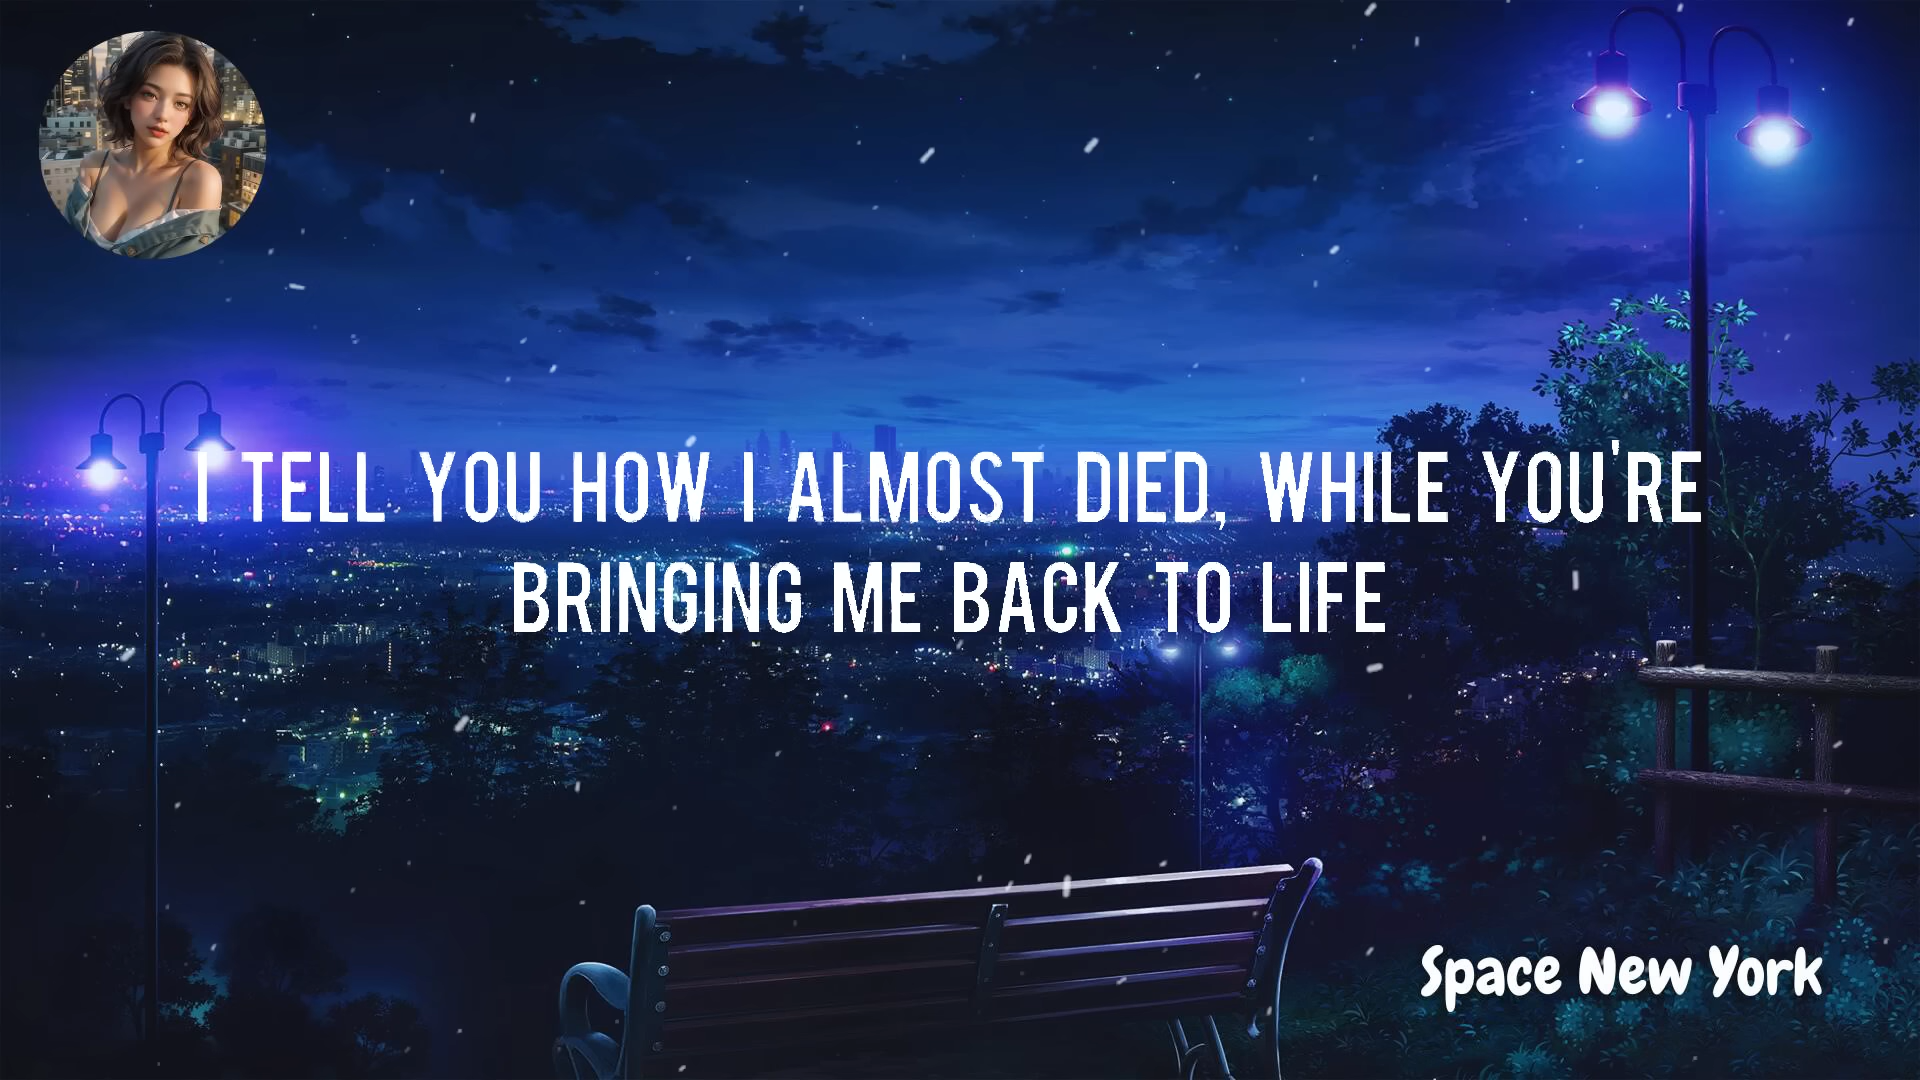 I TELL YOU HOW I ALMOST DIED, WHILE YOU'RE
BRINGING ME BACK TO LIFE
Space New York